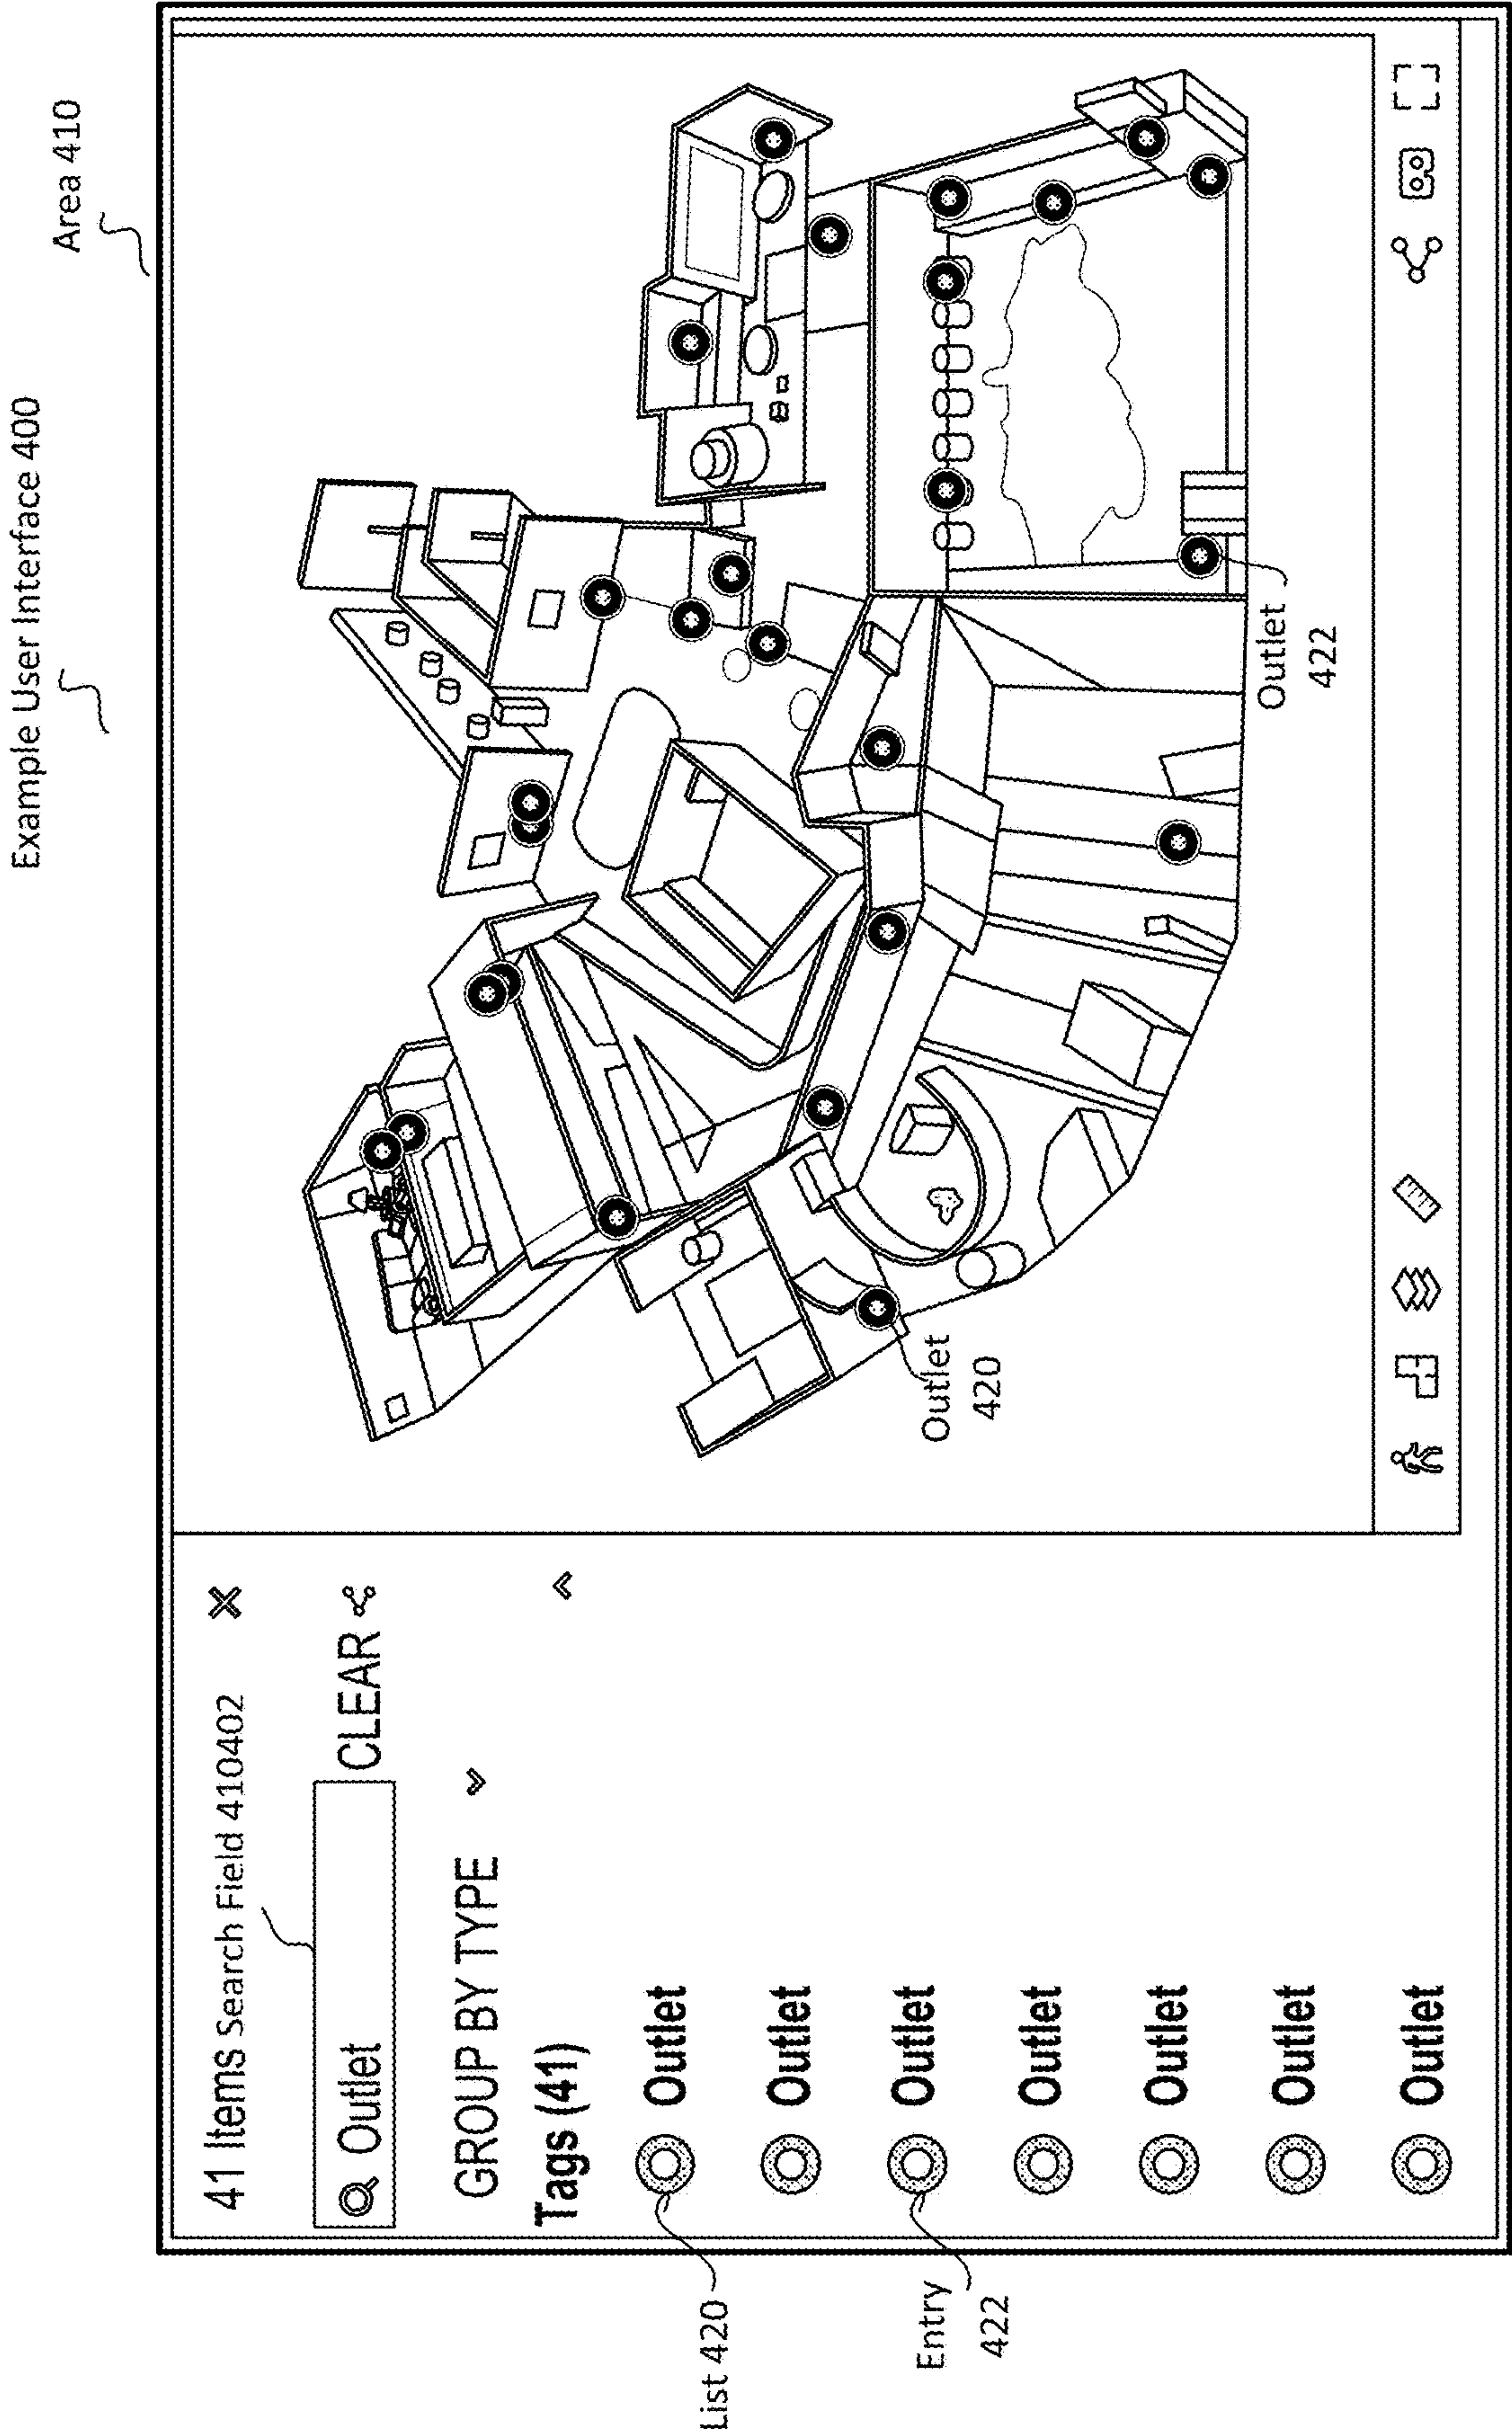 Example User Interface 400
Area 410
41 Items Search Field 410402
Outlet
CLEAR
GROUP BY TYPE
Tags (41)
Outlet
Outlet
Outlet
Outlet
Outlet
Outlet
Outlet
List 420
Entry
422
Outlet
420
Outlet
422